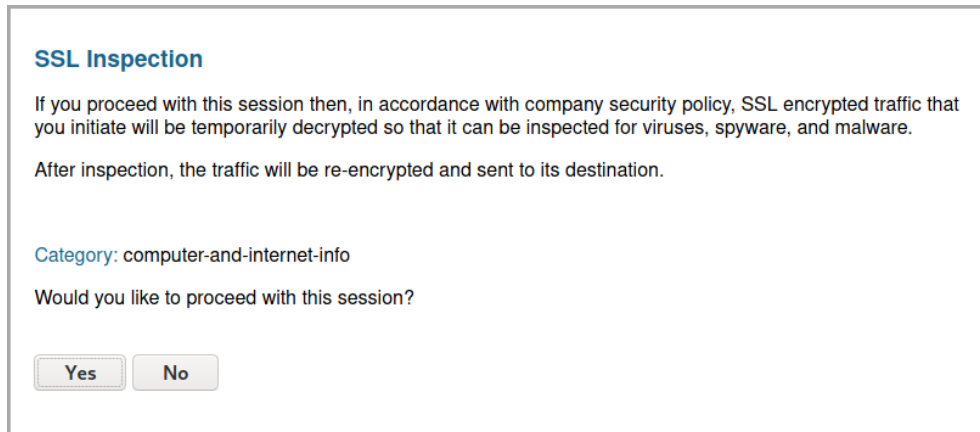 SSL Inspection
If you proceed with this session then, in accordance with company security policy, SSL encrypted traffic that
you initiate will be temporarily decrypted so that it can be inspected for viruses, spyware, and malware.
After inspection, the traffic will be re-encrypted and sent to its destination.
Category: computer-and-internet-info
Would you like to proceed with this session?
Yes No